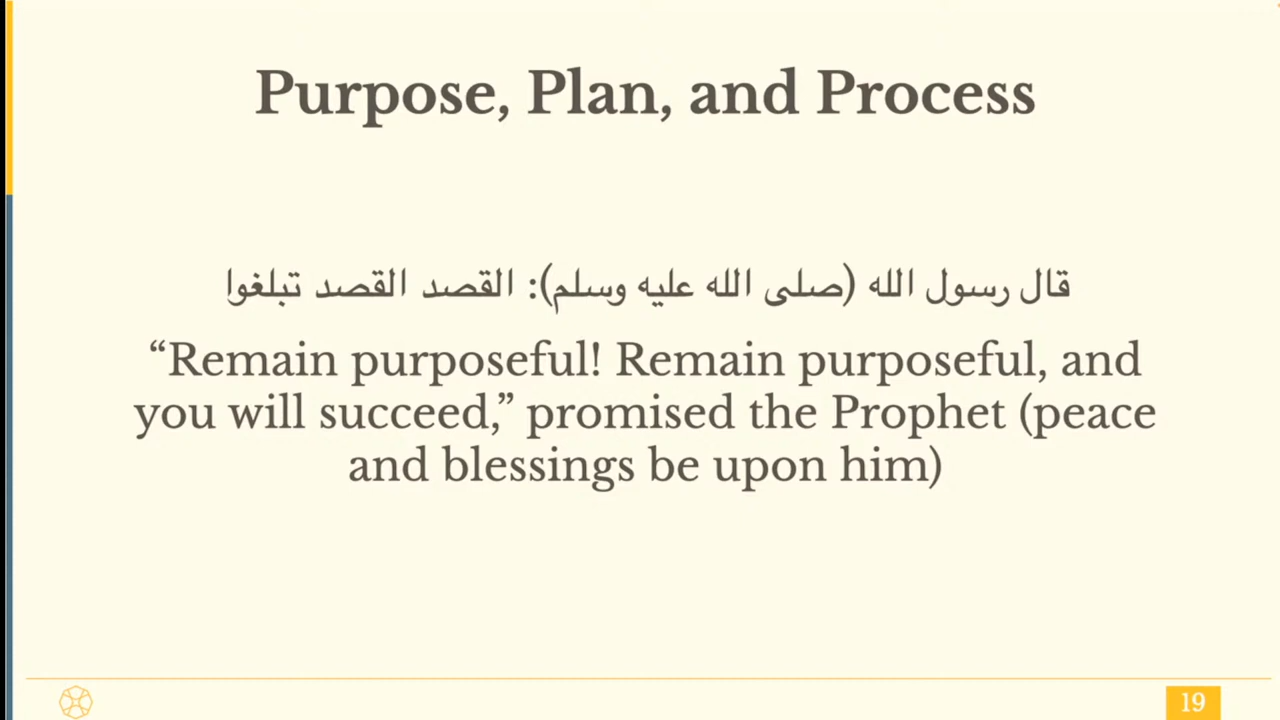 Purpose, Plan, and Process
قال رسول الله (صلى الله عليه وسلم): القصد القصد تبلغوا
“Remain purposeful! Remain purposeful, and
you will succeed,” promised the Prophet (peace
and blessings be upon him)
19